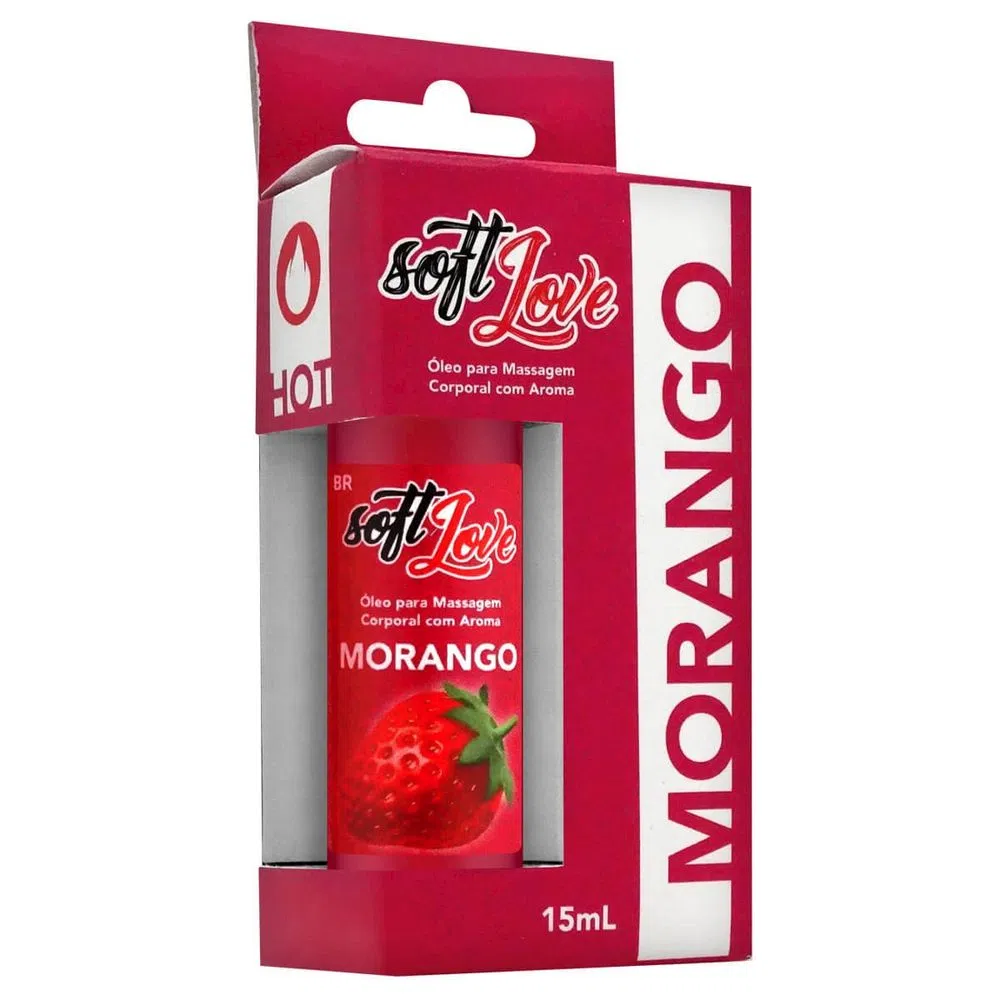 soft Love
Óleo para Massagem
Corporal com Aroma
HOT
BR
soft Love
Óleo para Massagem
Corporal com Aroma
MORANGO
15mL
MORANGO